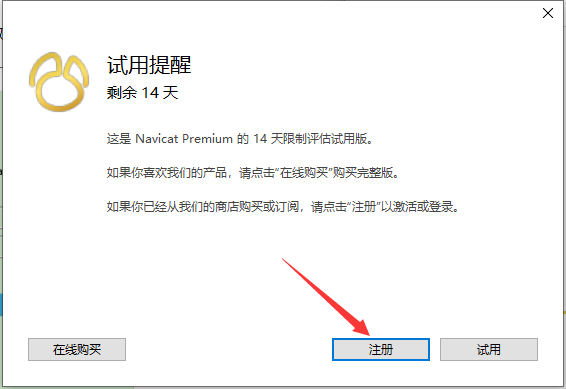 试用提醒
剩余 14 天
这是 Navicat Premium 的 14 天限制评估试用版。
如果你喜欢我们的产品，请点击“在线购买”购买完整版。
如果你已经从我们的商店购买或订阅，请点击“注册”以激活或登录。
在线购买 注册 试用